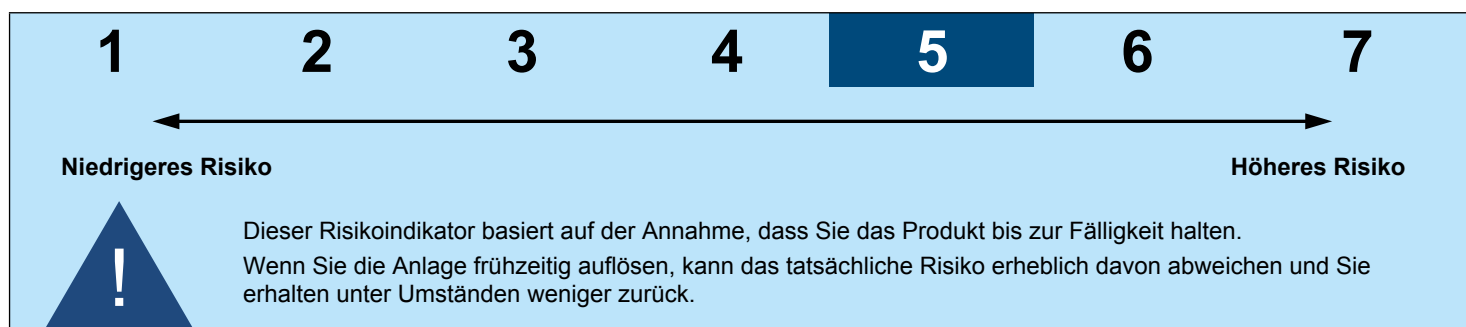 1 2 3 4 5 6 7
Niedrigeres Risiko Höheres Risiko
!
Dieser Risikoindikator basiert auf der Annahme, dass Sie das Produkt bis zur Fälligkeit halten.
Wenn Sie die Anlage frühzeitig auflösen, kann das tatsächliche Risiko erheblich davon abweichen und Sie
erhalten unter Umständen weniger zurück.